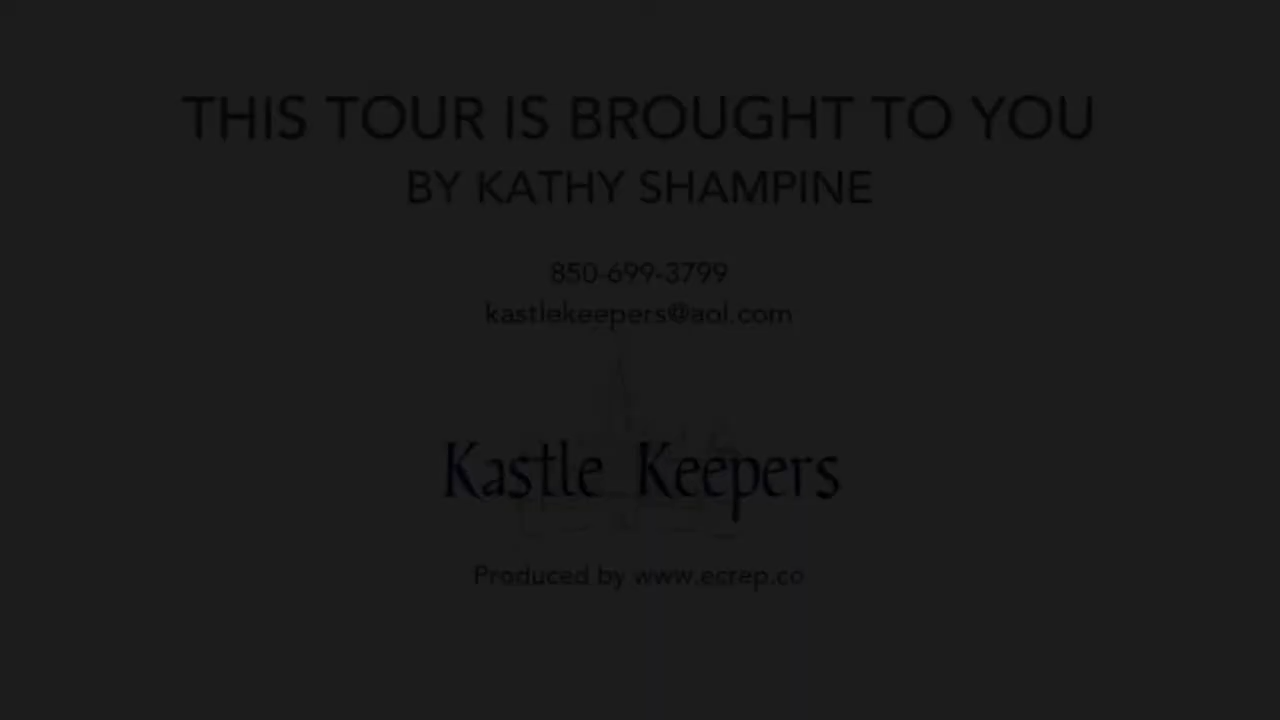 THIS TOUR IS BROUGHT TO YOU
BY KATHY SHAMPINE
850-699-3799
kastlekeepers@aol.com
Kastle Keepers
Produced by www.ecrep.co